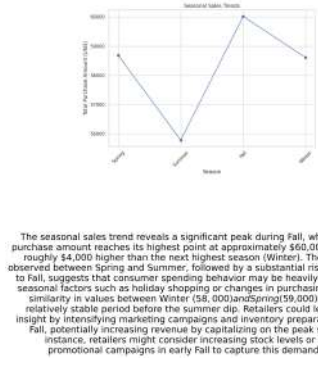 Seasonal Sales Trends
Total Purchase Amount (USD)
Spring
Summer
Fall
Winter
Season
The seasonal sales trend reveals a significant peak during Fall, wh
purchase amount reaches its highest point at approximately $60,00
roughly $4,000 higher than the next highest season (Winter). The
observed between Spring and Summer, followed by a substantial ris
to Fall, suggests that consumer spending behavior may be heavily
seasonal factors such as holiday shopping or changes in purchasin
similarity in values between Winter (58,000)andSpring(59,000)
relatively stable period before the summer dip. Retailers could le
insight by intensifying marketing campaigns and inventory prepara
Fall, potentially increasing revenue by capitalizing on the peak s
instance, retailers might consider increasing stock levels or
promotional campaigns in early Fall to capture this demand